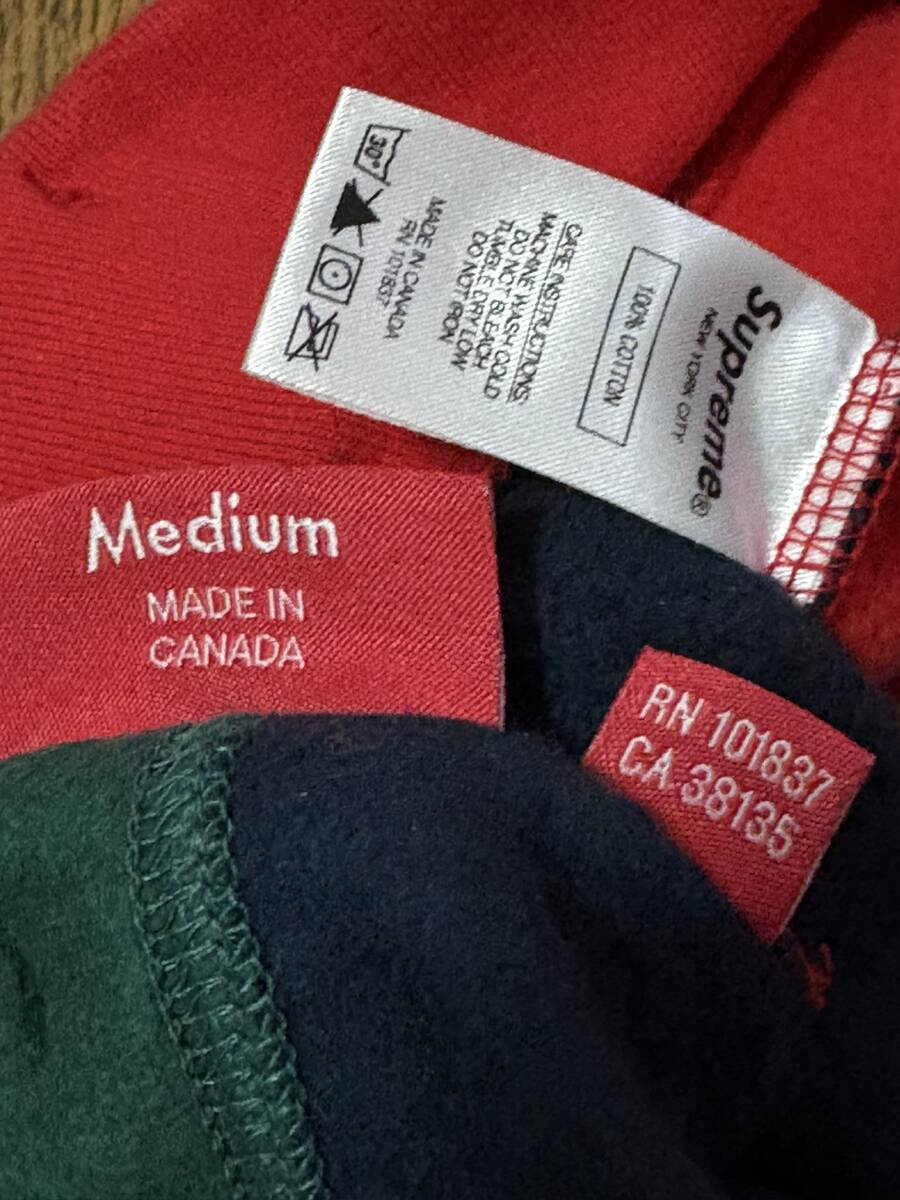 Supreme®
NEW YORK CITY
100% COTTON
CARE INSTRUCTIONS:
MACHINE WASH COLD
DO NOT BLEACH
TUMBLE DRY LOW
DO NOT IRON
MADE IN CANADA
RN 101837
30°
Medium
MADE IN
CANADA
RN 101837
CA 38135